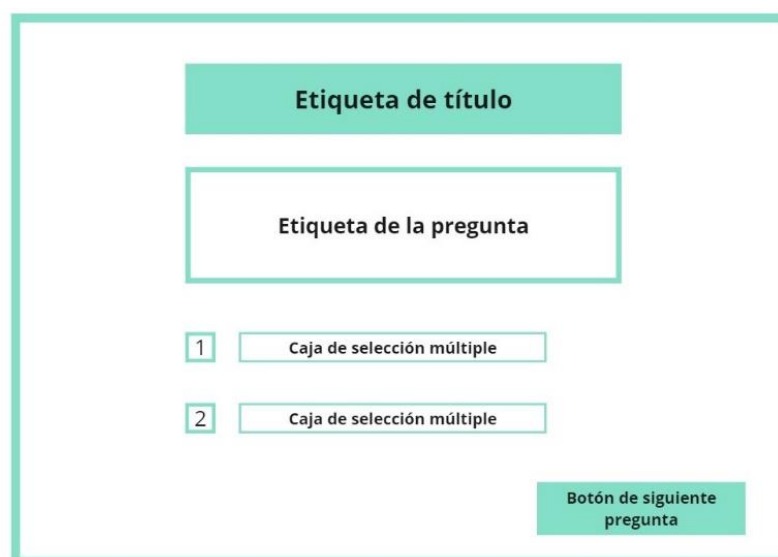 Etiqueta de título
Etiqueta de la pregunta
1 Caja de selección múltiple
2 Caja de selección múltiple
Botón de siguiente
pregunta